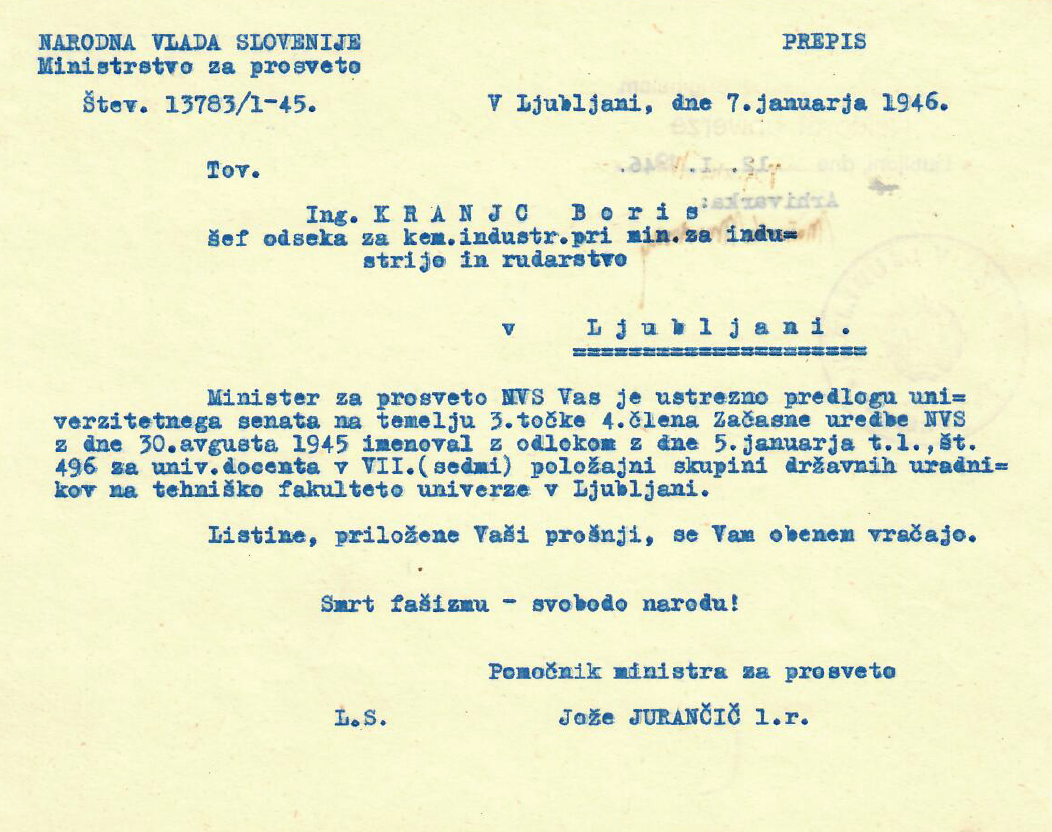 NARODNA VLADA SLOVENIJE PREPIS
Ministrstvo za prosveto
Štev. 13783/1-45. V Ljubljani, dne 7.januarja 1946.
Tov.
Ing. K R A N J C B o r i s
šef odseka za kem.industr.pri min.za indu=
strijo in rudarstvo
v L j u b l j a n i .
Minister za prosveto NVS Vas je ustrezno predlogu uni=
verzitetnega senata na temelju 3.točke 4.člena Začasne uredbe NVS
z dne 30.avgusta 1945 imenoval z odlokom z dne 5.januarja t.l.,št.
496 za univ.docenta v VII.(sedmi) položajni skupini državnih uradni=
kov na tehniško fakulteto univerze v Ljubljani.
Listine, priložene Vaši prošnji, se Vam obenem vračajo.
Smrt fašizmu - svobodo narodu!
Pomočnik ministra za prosveto
L.S. Jože JURANČIČ l.r.
12. I. 1946.
Arhivarka: